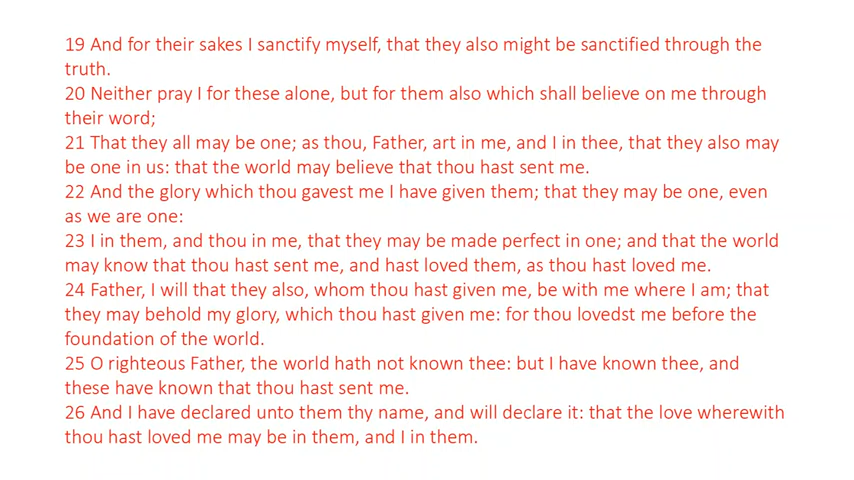 19 And for their sakes I sanctify myself, that they also might be sanctified through the
truth.
20 Neither pray I for these alone, but for them also which shall believe on me through
their word;
21 That they all may be one; as thou, Father, art in me, and I in thee, that they also may
be one in us: that the world may believe that thou hast sent me.
22 And the glory which thou gavest me I have given them; that they may be one, even
as we are one:
23 I in them, and thou in me, that they may be made perfect in one; and that the world
may know that thou hast sent me, and hast loved them, as thou hast loved me.
24 Father, I will that they also, whom thou hast given me, be with me where I am; that
they may behold my glory, which thou hast given me: for thou lovedst me before the
foundation of the world.
25 O righteous Father, the world hath not known thee: but I have known thee, and
these have known that thou hast sent me.
26 And I have declared unto them thy name, and will declare it: that the love wherewith
thou hast loved me may be in them, and I in them.